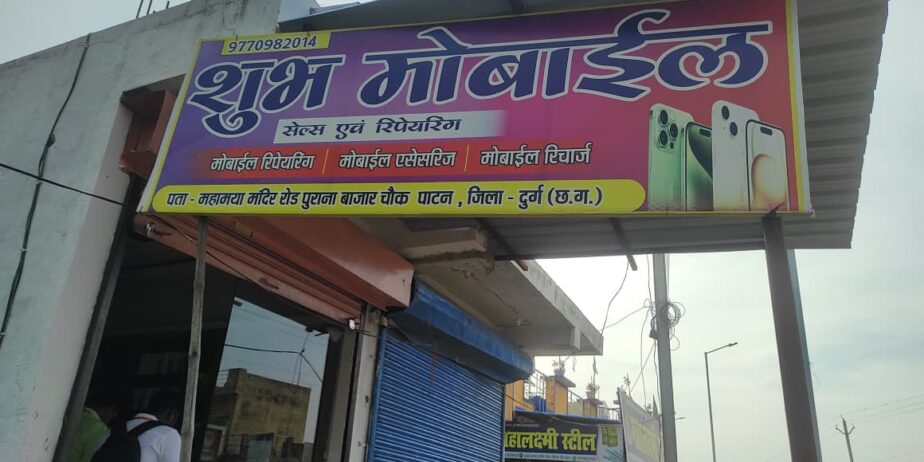 9770982014
शुभ मोबाईल
सेल्स एवं रिपेयरिंग
मोबाईल रिपेयरिंग | मोबाईल एसेसरिज | मोबाईल रिचार्ज
पता - महामया मंदिर रोड पुराना बाजार चौक पाटन , जिला - दुर्ग (छ.ग.)
हालक्ष्मी स्टील